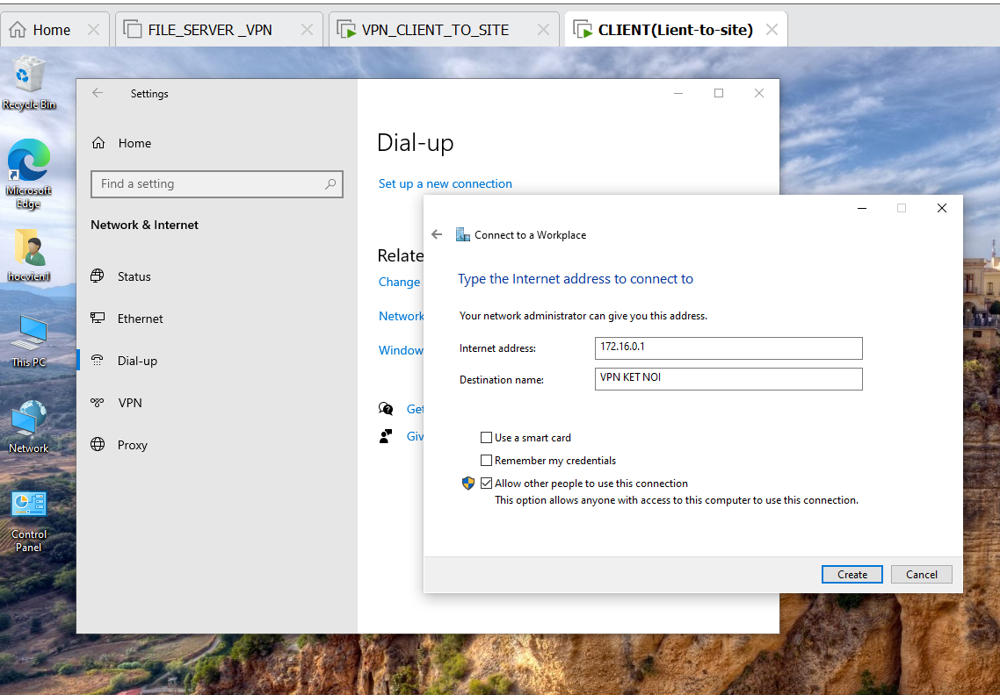 Home
FILE_SERVER _VPN
VPN_CLIENT_TO_SITE
CLIENT(Lient-to-site)
Recycle Bin
Microsoft
Edge
hocvien1
This PC
Network
Control
Panel
Settings
Home
Find a setting
Network & Internet
Status
Ethernet
Dial-up
VPN
Proxy
Dial-up
Set up a new connection
Relate
Change
Network
Window
Get
Giv
Connect to a Workplace
Type the Internet address to connect to
Your network administrator can give you this address.
Internet address: 172.16.0.1
Destination name: VPN KET NOI
Use a smart card
Remember my credentials
Allow other people to use this connection
This option allows anyone with access to this computer to use this connection.
Create Cancel